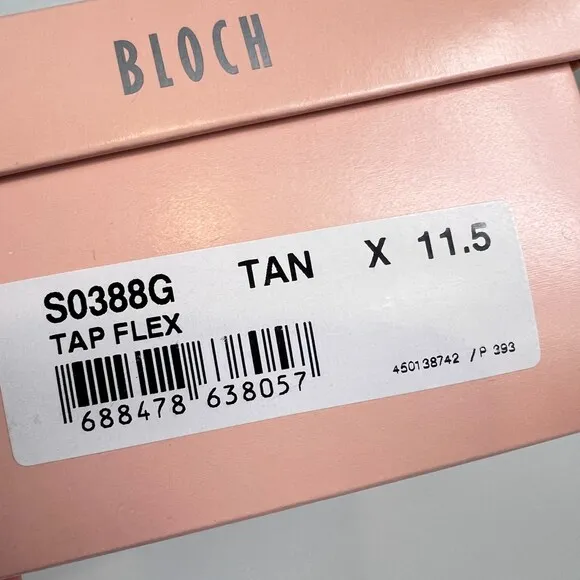 BLOCH
S0388G TAN X 11.5
TAP FLEX
688478 638057
450138742 / P 393